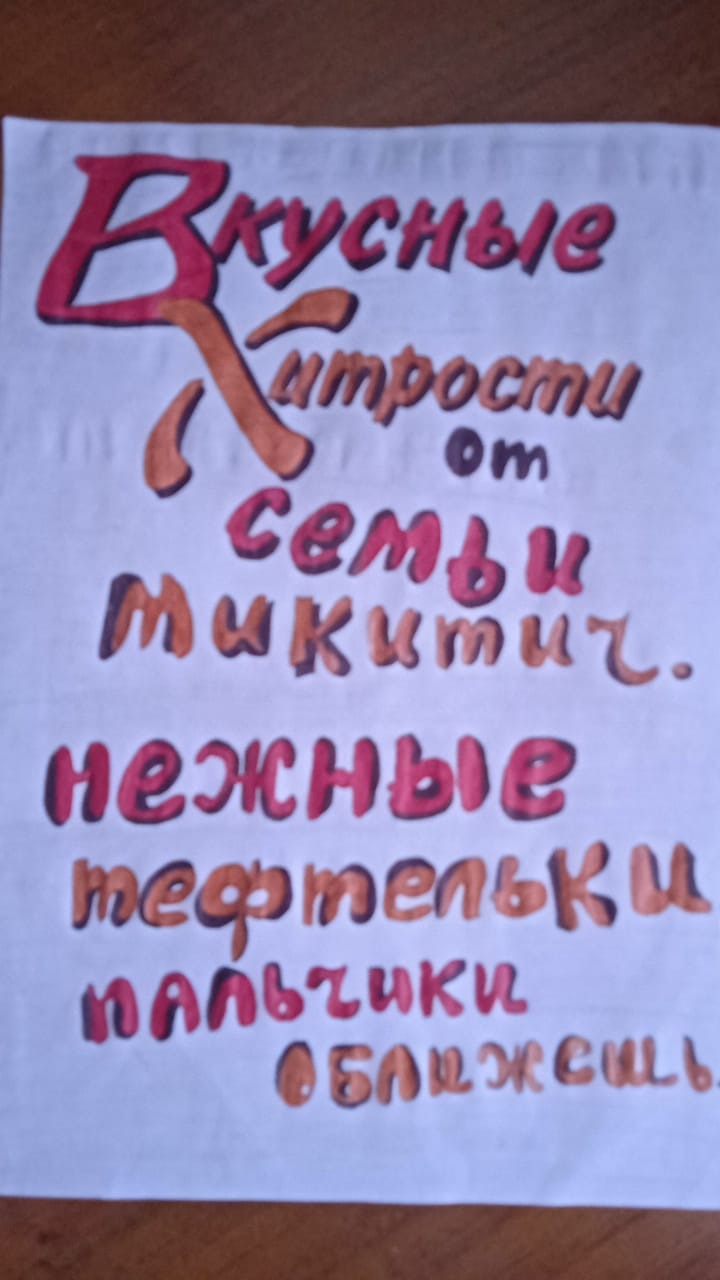 Вкусные
Хитрости
от
семьи
Микитич.
нежные
тефтельки
пальчики
оближешь.